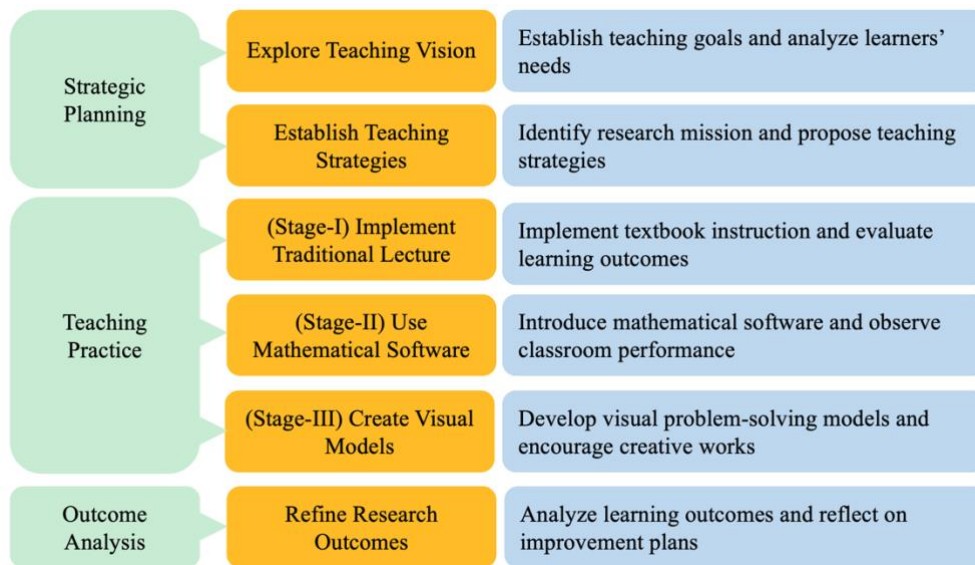 Strategic
Planning
Explore Teaching Vision
Establish teaching goals and analyze learners’
needs
Establish Teaching
Strategies
Identify research mission and propose teaching
strategies
Teaching
Practice
(Stage-I) Implement
Traditional Lecture
Implement textbook instruction and evaluate
learning outcomes
(Stage-II) Use
Mathematical Software
Introduce mathematical software and observe
classroom performance
(Stage-III) Create Visual
Models
Develop visual problem-solving models and
encourage creative works
Outcome
Analysis
Refine Research
Outcomes
Analyze learning outcomes and reflect on
improvement plans